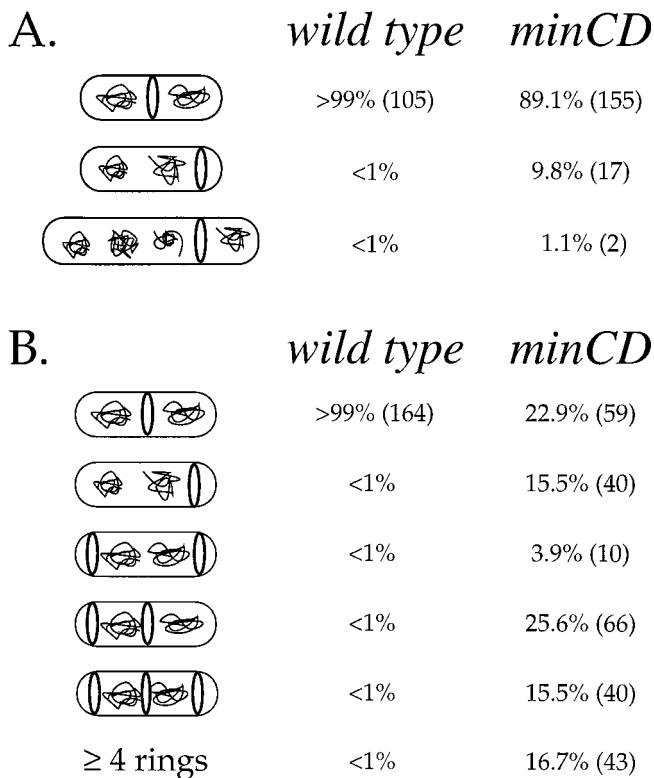 A. wild type minCD
>99% (105) 89.1% (155)
<1% 9.8% (17)
<1% 1.1% (2)
B. wild type minCD
>99% (164) 22.9% (59)
<1% 15.5% (40)
<1% 3.9% (10)
<1% 25.6% (66)
<1% 15.5% (40)
≥ 4 rings <1% 16.7% (43)